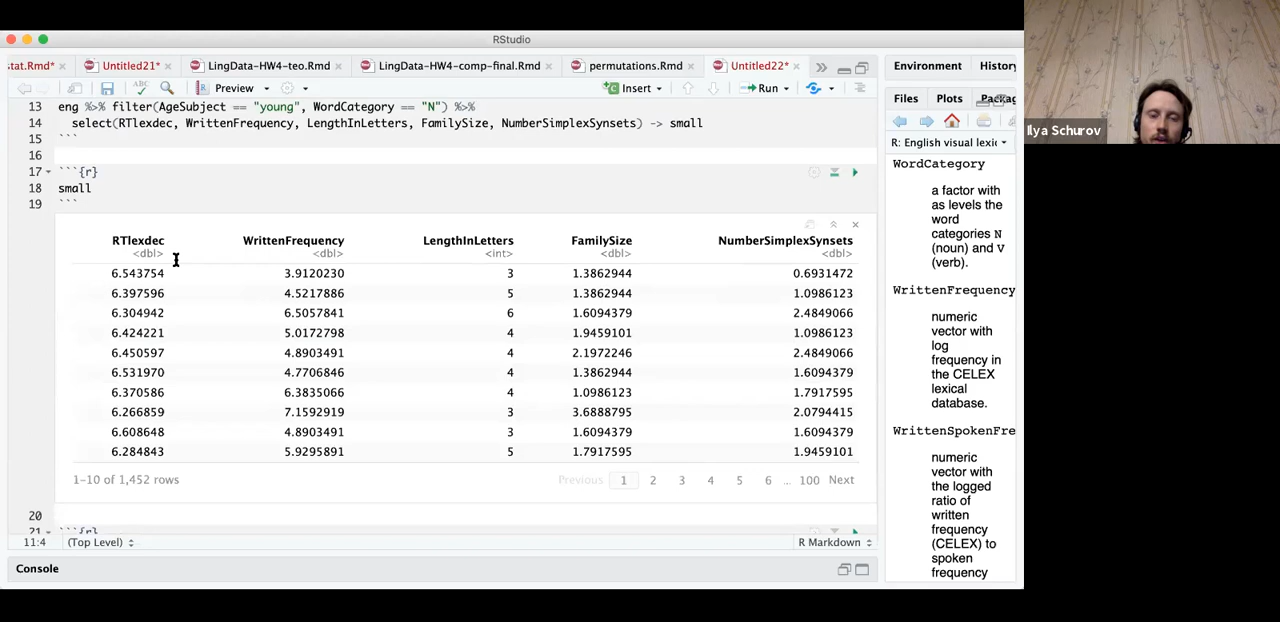 RStudio
stat.Rmd* × Untitled21* × LingData-HW4-teo.Rmd × LingData-HW4-comp-final.Rmd × permutations.Rmd × Untitled22* × »
ABC Preview Insert Run
13 eng %>% filter(AgeSubject == "young", WordCategory == "N") %>%
14 select(RTlexdec, WrittenFrequency, LengthInLetters, FamilySize, NumberSimplexSynsets) -> small
15 ```
16
17 ```{r}
18 small
19 ```
RTlexdec WrittenFrequency LengthInLetters FamilySize NumberSimplexSynsets
<dbl> <dbl> <int> <dbl> <dbl>
6.543754 3.9120230 3 1.3862944 0.6931472
6.397596 4.5217886 5 1.3862944 1.0986123
6.304942 6.5057841 6 1.6094379 2.4849066
6.424221 5.0172798 4 1.9459101 1.0986123
6.450597 4.8903491 4 2.1972246 2.4849066
6.531970 4.7706846 4 1.3862944 1.6094379
6.370586 6.3835066 4 1.0986123 1.7917595
6.266859 7.1592919 3 3.6888795 2.0794415
6.608648 4.8903491 3 1.6094379 1.6094379
6.284843 5.9295891 5 1.7917595 1.9459101
1-10 of 1,452 rows Previous 1 2 3 4 5 6 ... 100 Next
20
21 ```{r}
11:4 (Top Level) R Markdown
Console
Environment History
Files Plots Packag
R: English visual lexic
WordCategory
a factor with
as levels the
word
categories N
(noun) and V
(verb).
WrittenFrequency
numeric
vector with
log
frequency in
the CELEX
lexical
database.
WrittenSpokenFre
numeric
vector with
the logged
ratio of
written
frequency
(CELEX) to
spoken
frequency
Ilya Schurov